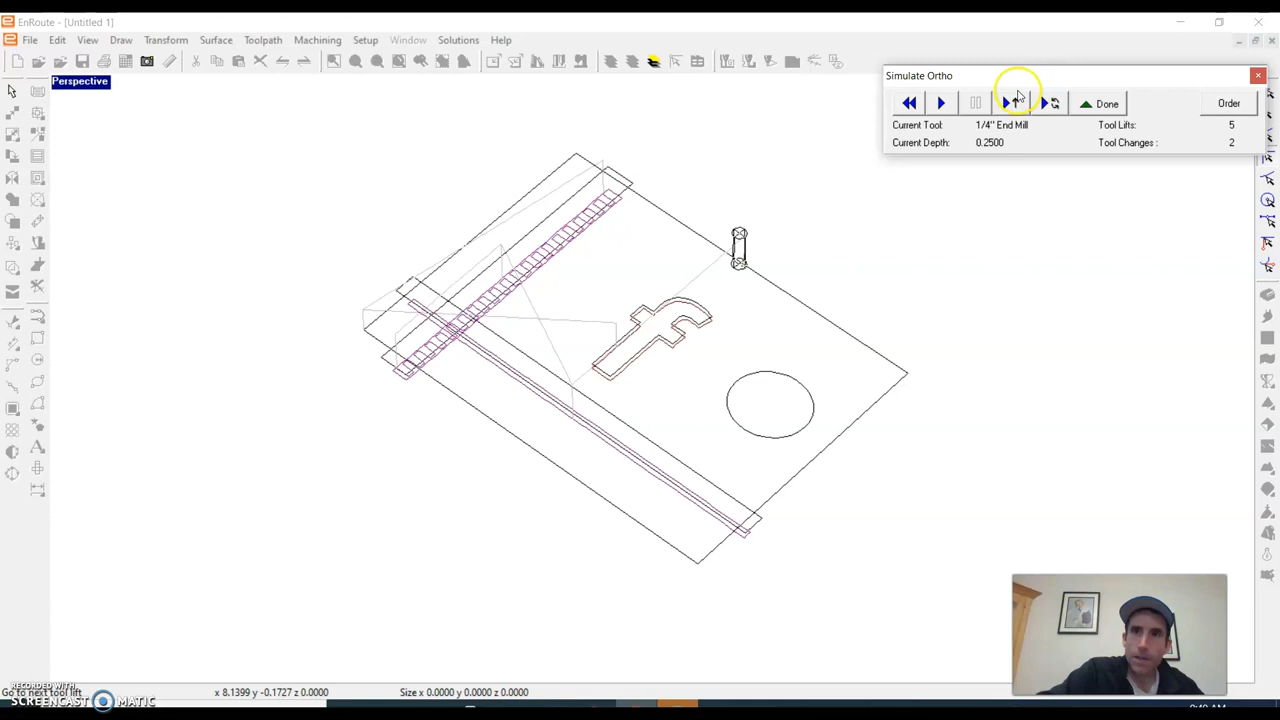 EnRoute - [Untitled 1]
File Edit View Draw Transform Surface Toolpath Machining Setup Window Solutions Help
Perspective
Simulate Ortho
Done
Order
Current Tool: 1/4" End Mill Tool Lifts: 5
Current Depth: 0.2500 Tool Changes : 2
f
RECORDED WITH
Go to next tool lift x 8.1399 y -0.1727 z 0.0000 Size x 0.0000 y 0.0000 z 0.0000
SCREENCAST MATIC